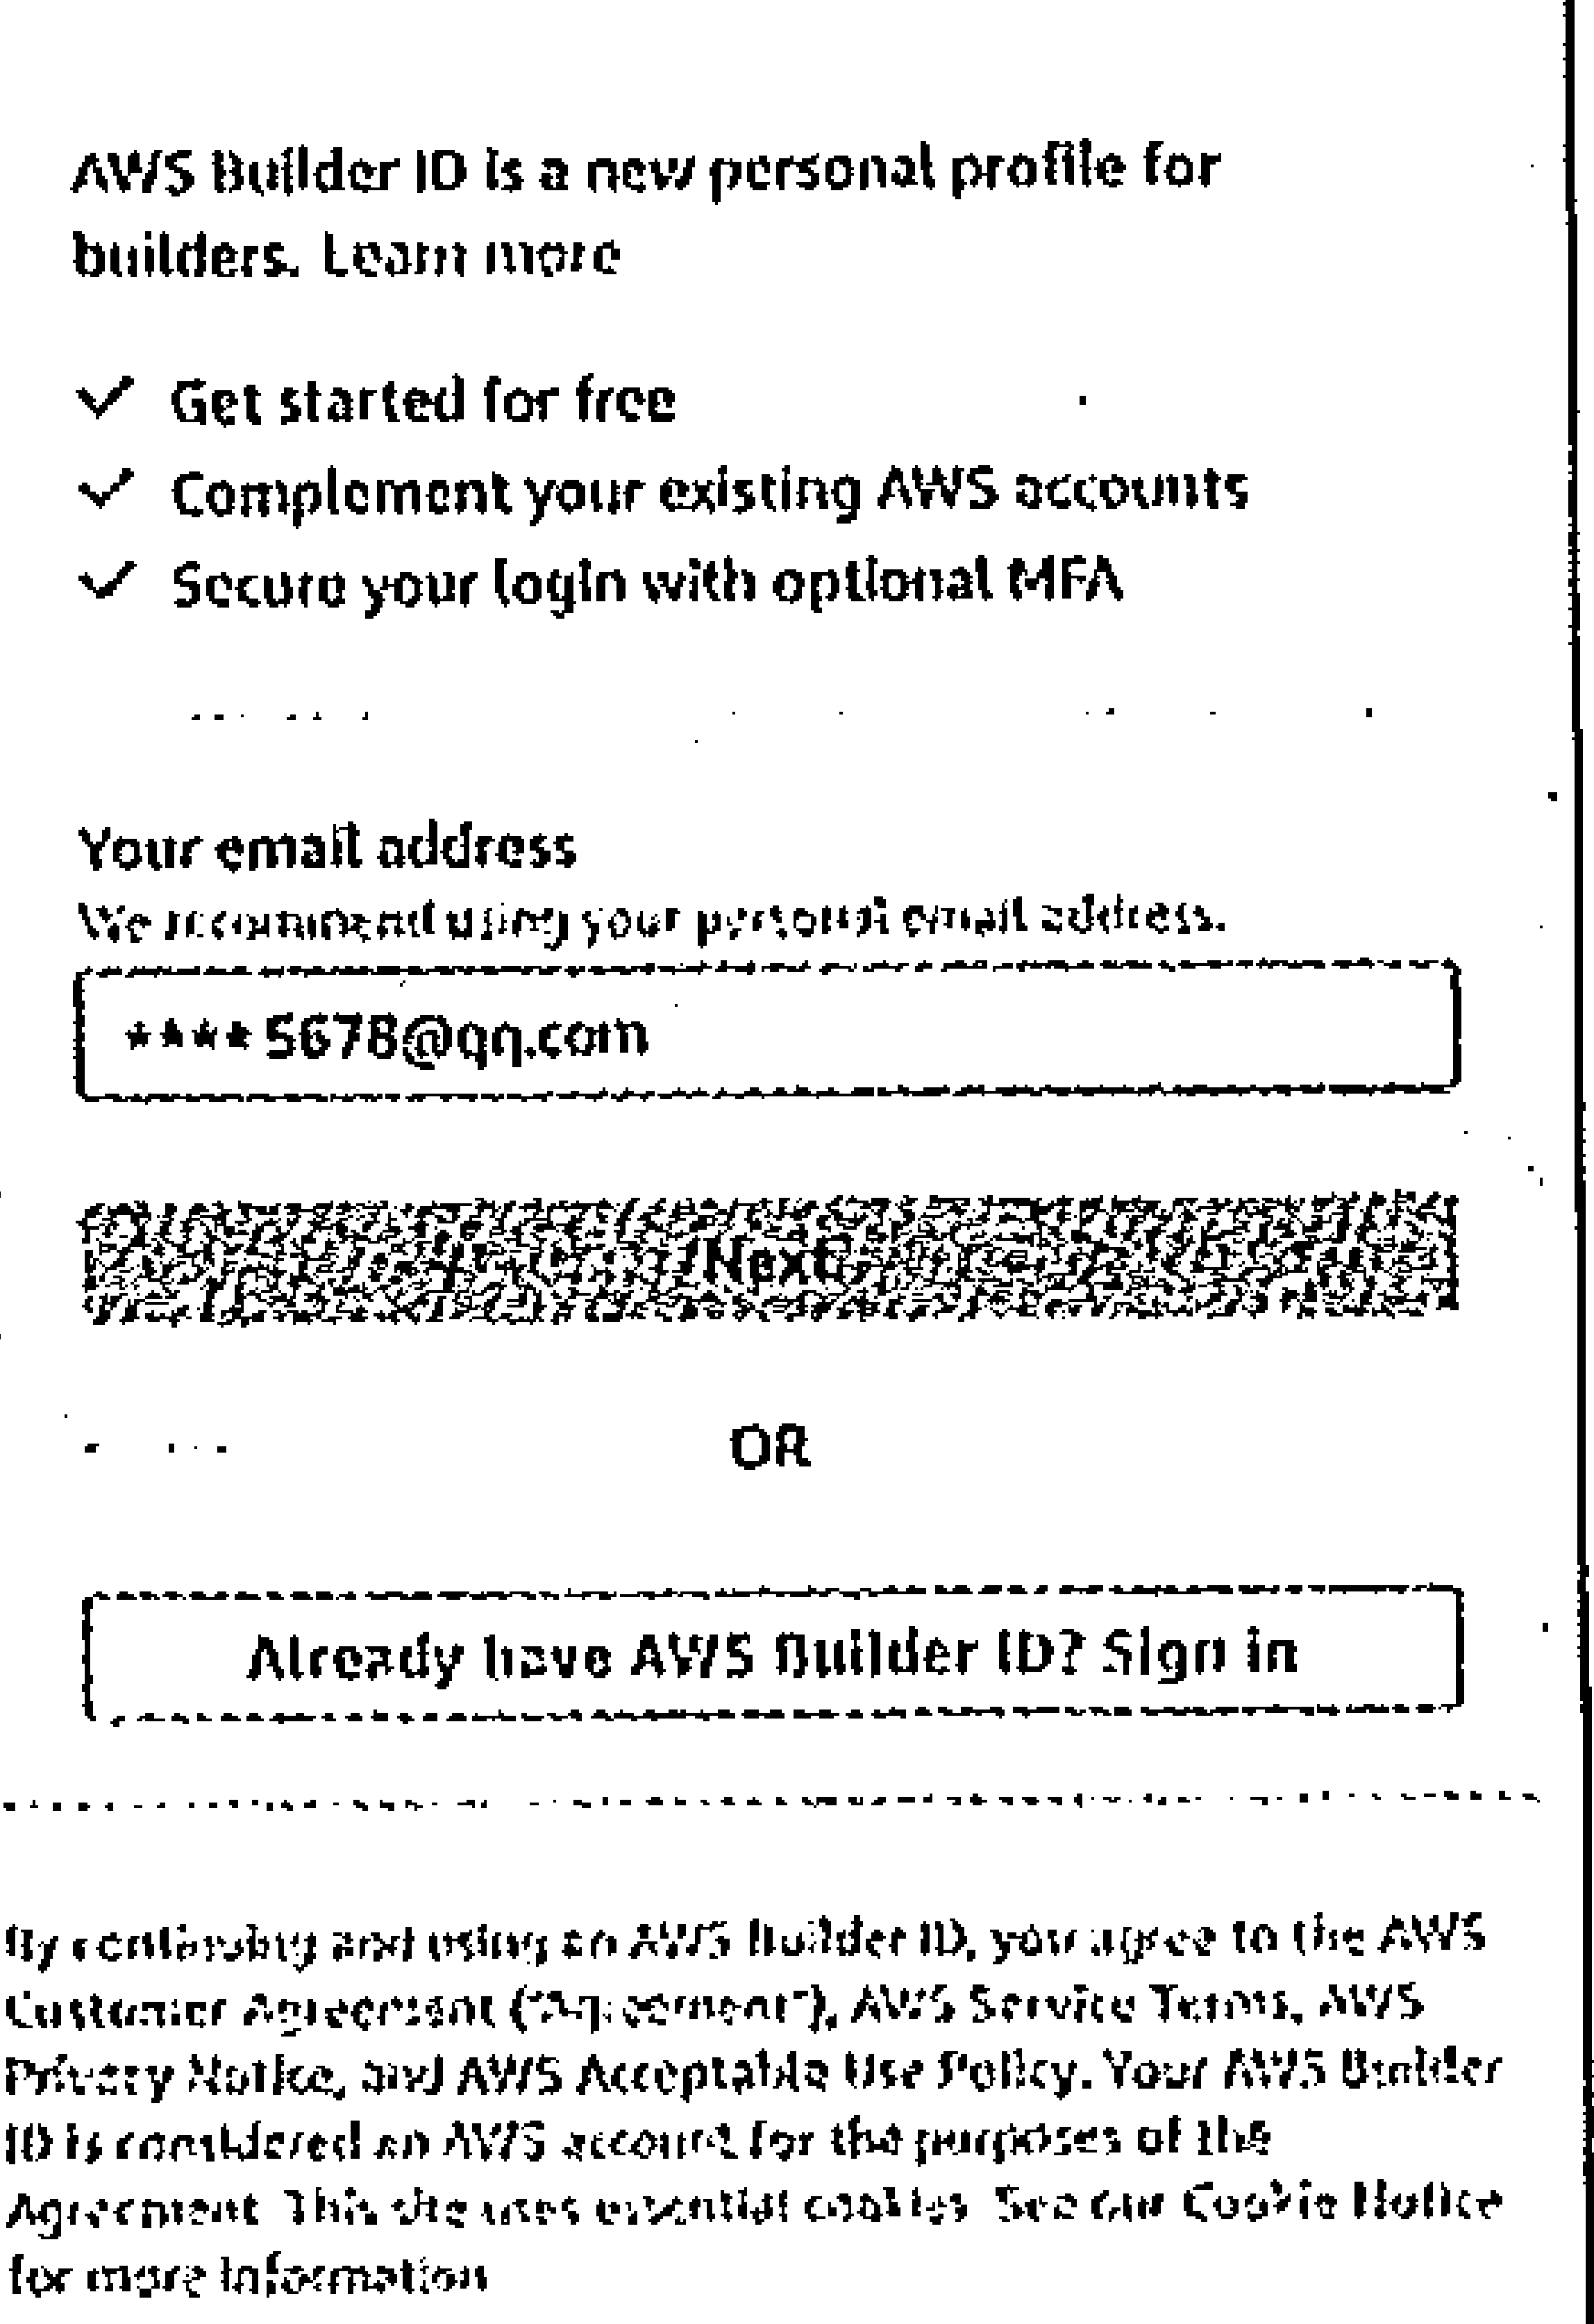 AWS Builder ID is a new personal profile for
builders. Learn more
✓ Get started for free
✓ Complement your existing AWS accounts
✓ Secure your login with optional MFA
Your email address
We recommend using your personal email address.
****5678@qq.com
Next
OR
Already have AWS Builder ID? Sign in
By continuing and using an AWS Builder ID, you agree to the AWS
Customer Agreement ("Agreement"), AWS Service Terms, AWS
Privacy Notice, and AWS Acceptable Use Policy. Your AWS Builder
ID is considered an AWS account for the purposes of the
Agreement. This site uses essential cookies. See our Cookie Notice
for more information